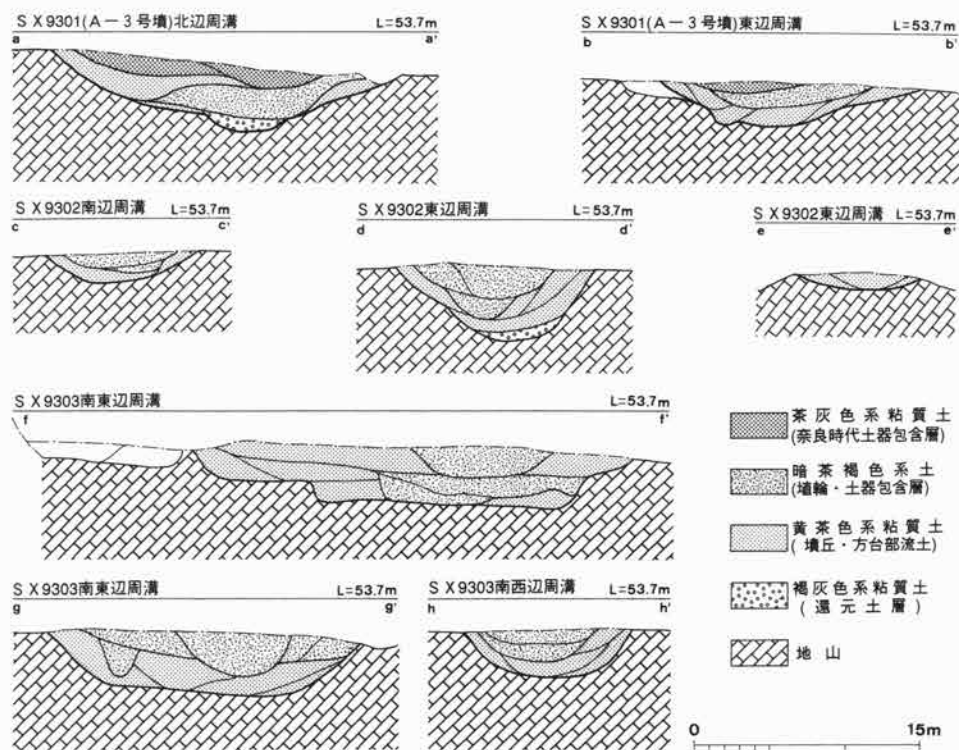 S X 9301(A－3号墳)北辺周溝 L=53.7m
a a'
S X 9301(A－3号墳)東辺周溝 L=53.7m
b b'
S X 9302南辺周溝 L=53.7m
c c'
S X 9302東辺周溝 L=53.7m
d d'
S X 9302東辺周溝 L=53.7m
e e'
S X 9303南東辺周溝 L=53.7m
f f'
S X 9303南東辺周溝 L=53.7m
g g'
S X 9303南西辺周溝 L=53.7m
h h'
茶灰色系粘質土
(奈良時代土器包含層)
暗茶褐色系土
(埴輪・土器包含層)
黄茶色系粘質土
(墳丘・方台部流土)
褐灰色系粘質土
(還元土層)
地山
0 15m